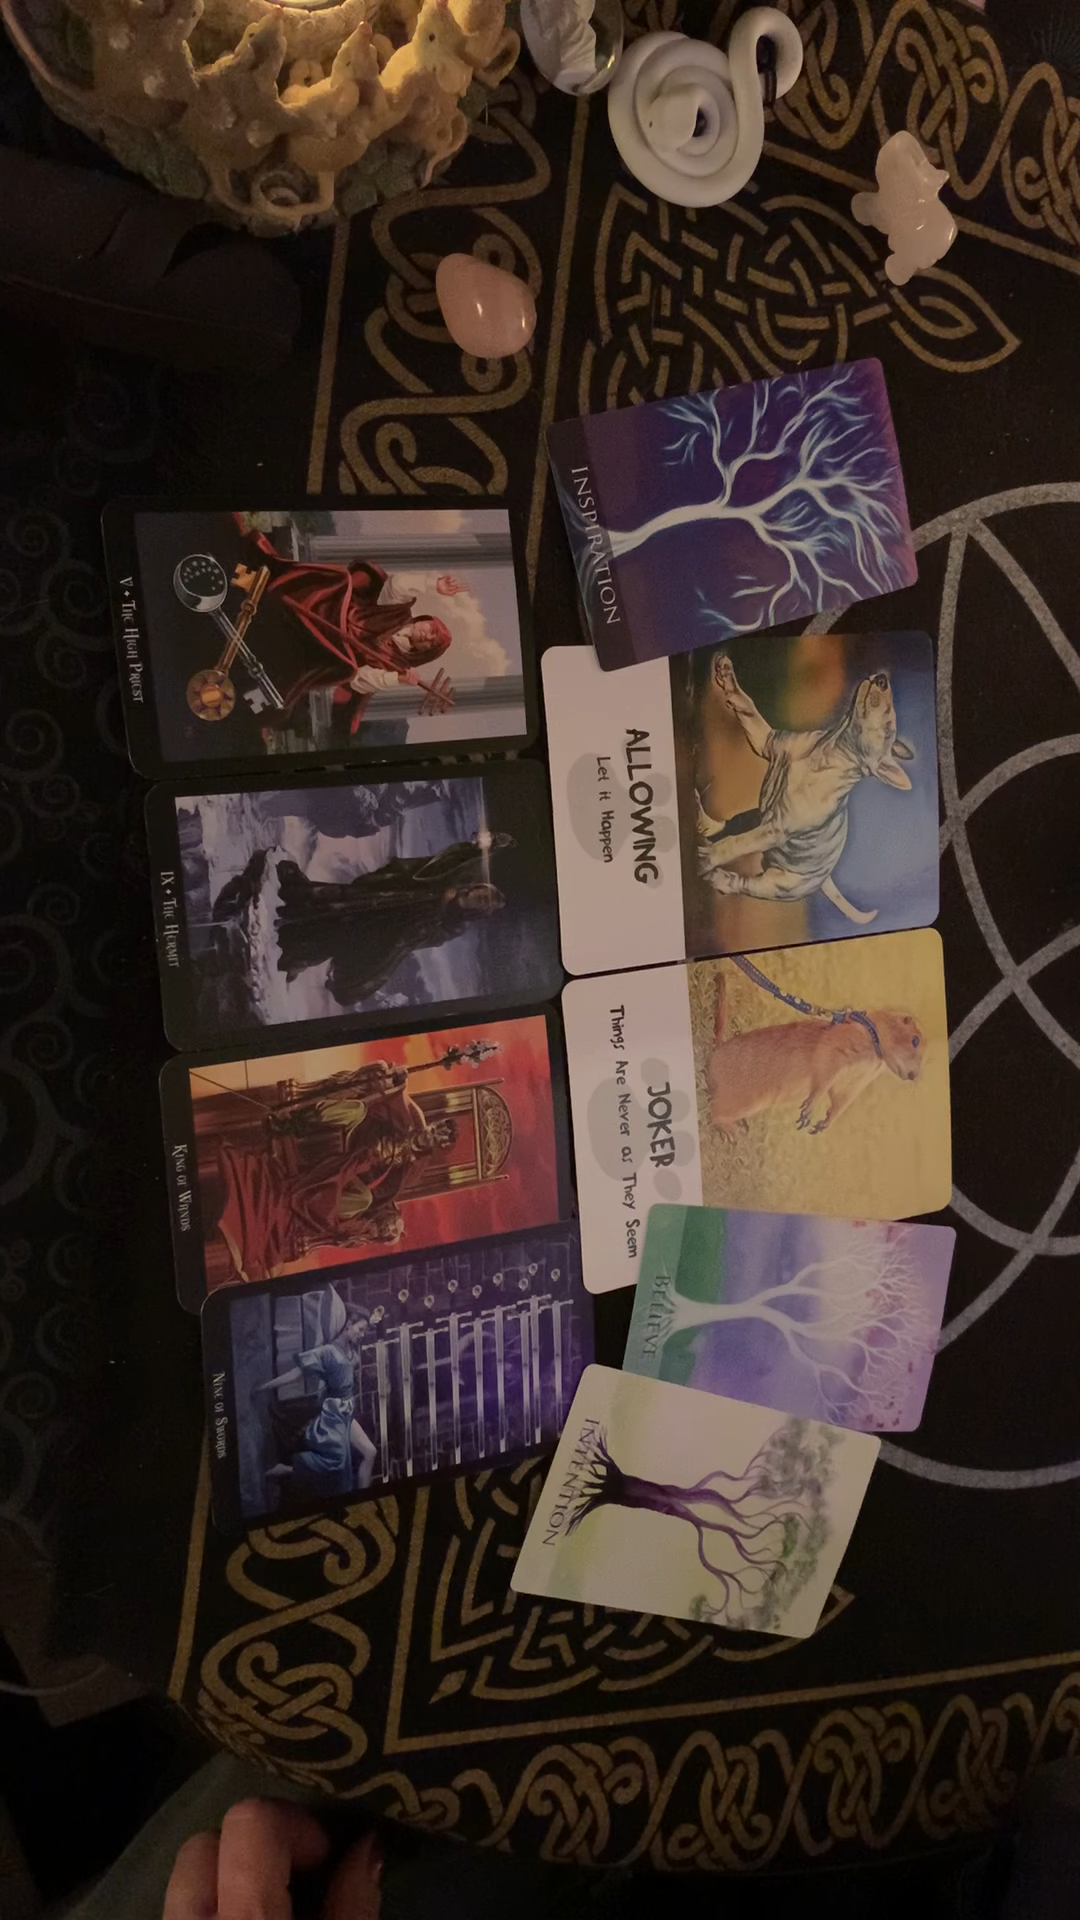 INSPIRATION
ALLOWING
Let it Happen
JOKER
Things Are Never as They Seem
BELIEVE
INTENTION
V • The High Priest
IX • The Hermit
King of Wands
Nine of Swords